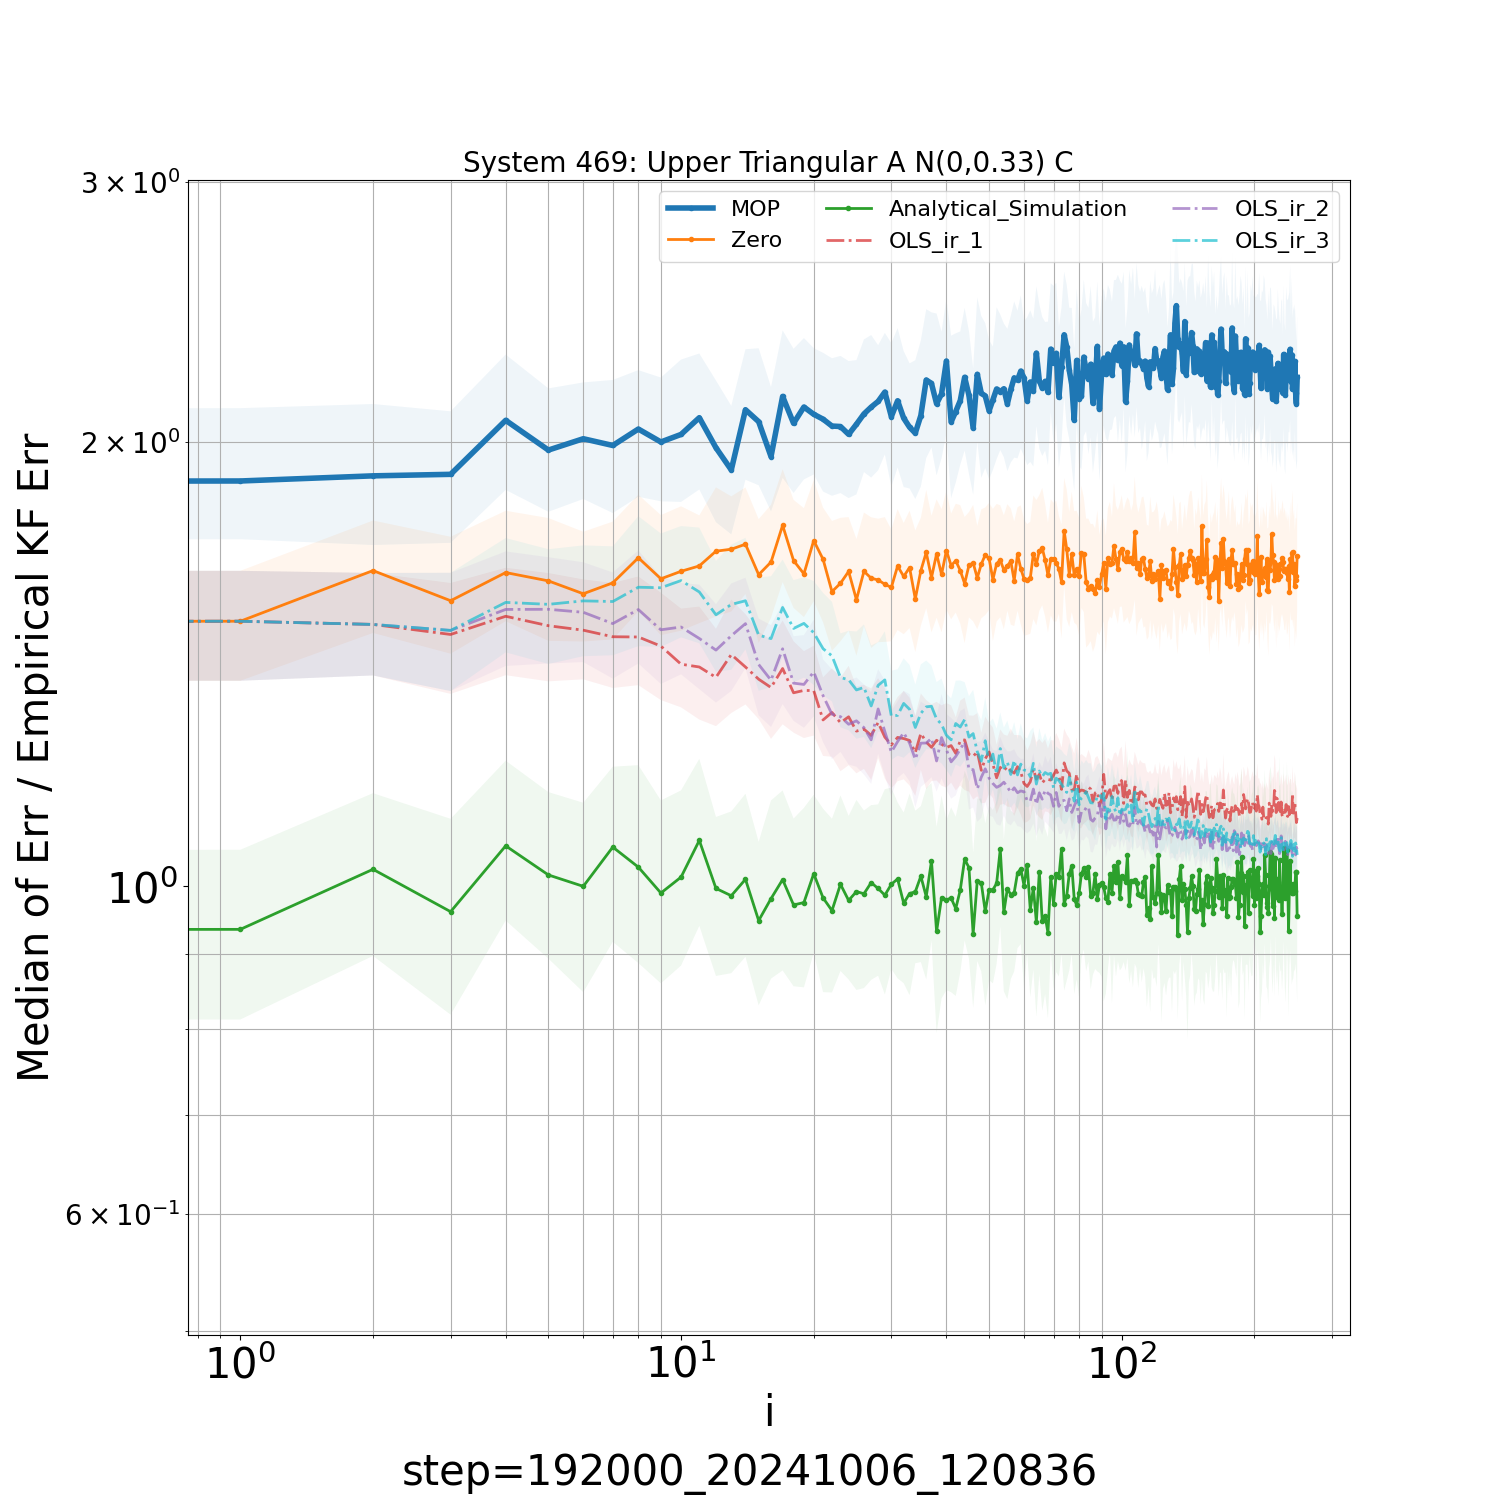 System 469: Upper Triangular A N(0,0.33) C
MOP
Zero
Analytical_Simulation
OLS_ir_1
OLS_ir_2
OLS_ir_3
Median of Err / Empirical KF Err
3 × 10⁰
2 × 10⁰
10⁰
6 × 10⁻¹
10⁰ 10¹ 10²
i
step=192000_20241006_120836